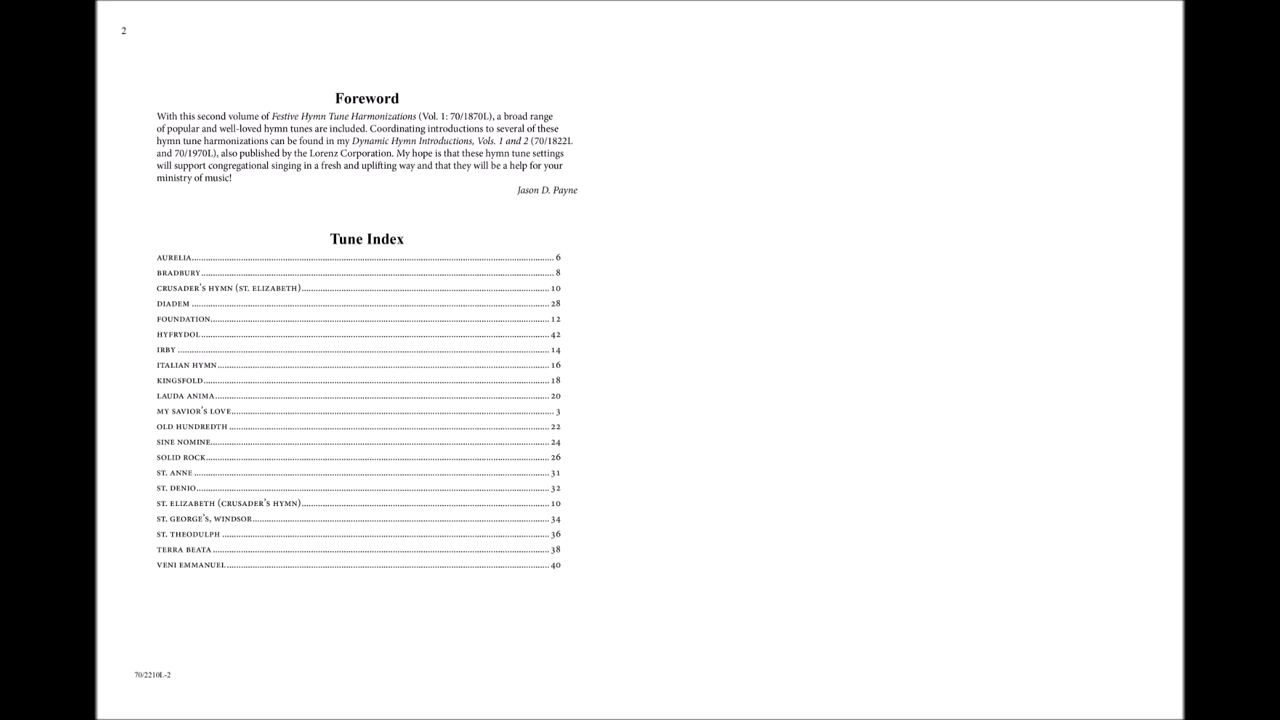 2
Foreword
With this second volume of Festive Hymn Tune Harmonizations (Vol. 1: 70/1870L), a broad range
of popular and well-loved hymn tunes are included. Coordinating introductions to several of these
hymn tune harmonizations can be found in my Dynamic Hymn Introductions, Vols. 1 and 2 (70/1822L
and 70/1970L), also published by the Lorenz Corporation. My hope is that these hymn tune settings
will support congregational singing in a fresh and uplifting way and that they will be a help for your
ministry of music!
Jason D. Payne
Tune Index
AURELIA 6
BRADBURY 8
CRUSADER'S HYMN (ST. ELIZABETH) 10
DIADEM 28
FOUNDATION 12
HYFRYDOL 42
IRBY 14
ITALIAN HYMN 16
KINGSFOLD 18
LAUDA ANIMA 20
MY SAVIOR'S LOVE 3
OLD HUNDREDTH 22
SINE NOMINE 24
SOLID ROCK 26
ST. ANNE 31
ST. DENIO 32
ST. ELIZABETH (CRUSADER'S HYMN) 10
ST. GEORGE'S, WINDSOR 34
ST. THEODULPH 36
TERRA BEATA 38
VENI EMMANUEL 40
70/2210L-2